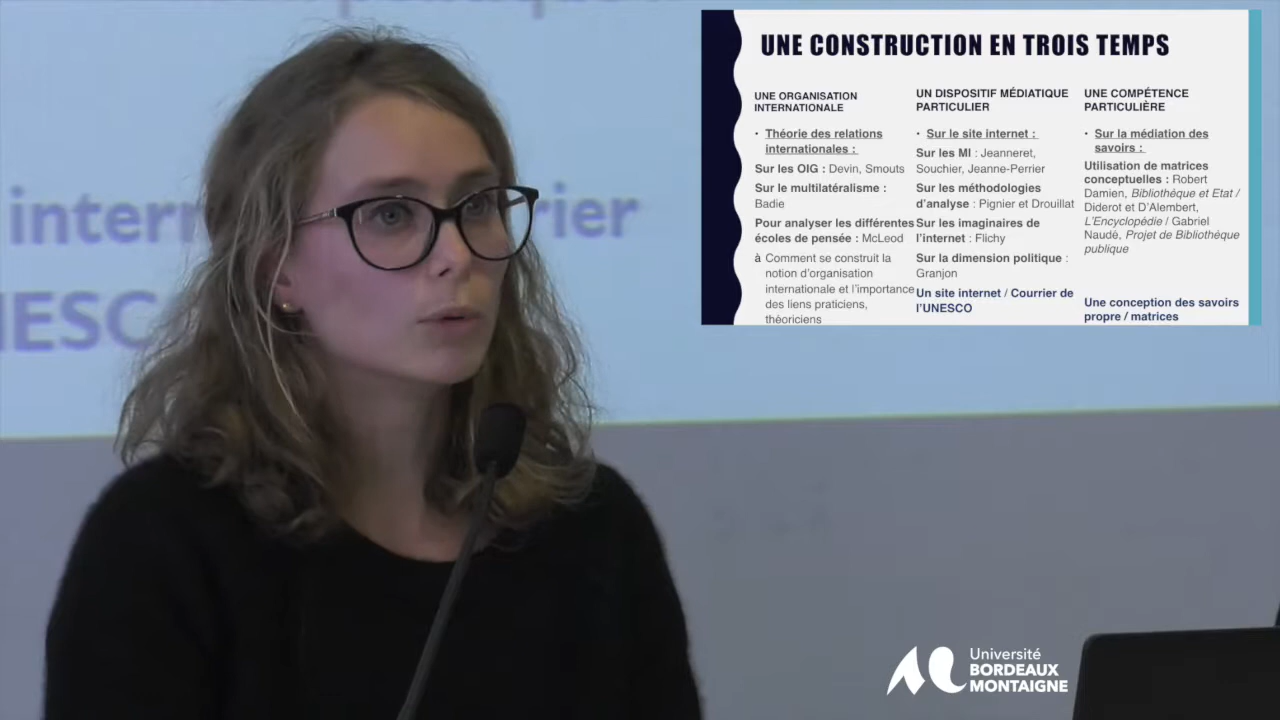 UNE CONSTRUCTION EN TROIS TEMPS
UNE ORGANISATION
INTERNATIONALE
• Théorie des relations
internationales :
Sur les OIG : Devin, Smouts
Sur le multilatéralisme :
Badie
Pour analyser les différentes
écoles de pensée : McLeod
à Comment se construit la
notion d'organisation
internationale et l'importance
des liens praticiens,
théoriciens
UN DISPOSITIF MÉDIATIQUE
PARTICULIER
• Sur le site internet :
Sur les MI : Jeanneret,
Souchier, Jeanne-Perrier
Sur les méthodologies
d'analyse : Pignier et Drouillat
Sur les imaginaires de
l'internet : Flichy
Sur la dimension politique :
Granjon
Un site internet / Courrier de
l'UNESCO
UNE COMPÉTENCE
PARTICULIÈRE
• Sur la médiation des
savoirs :
Utilisation de matrices
conceptuelles : Robert
Damien, Bibliothèque et Etat /
Diderot et D'Alembert,
L'Encyclopédie / Gabriel
Naudé, Projet de Bibliothèque
publique
Une conception des savoirs
propre / matrices
Université
BORDEAUX
MONTAIGNE